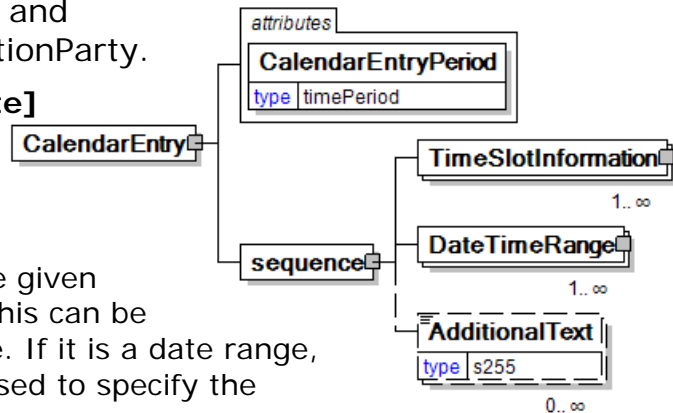 and
tionParty.
te]
attributes
CalendarEntryPeriod
type timePeriod
CalendarEntry
TimeSlotInformation
1.. ∞
DateTimeRange
1.. ∞
sequence
AdditionalText
type s255
0.. ∞
e given
his can be
e. If it is a date range,
sed to specify the